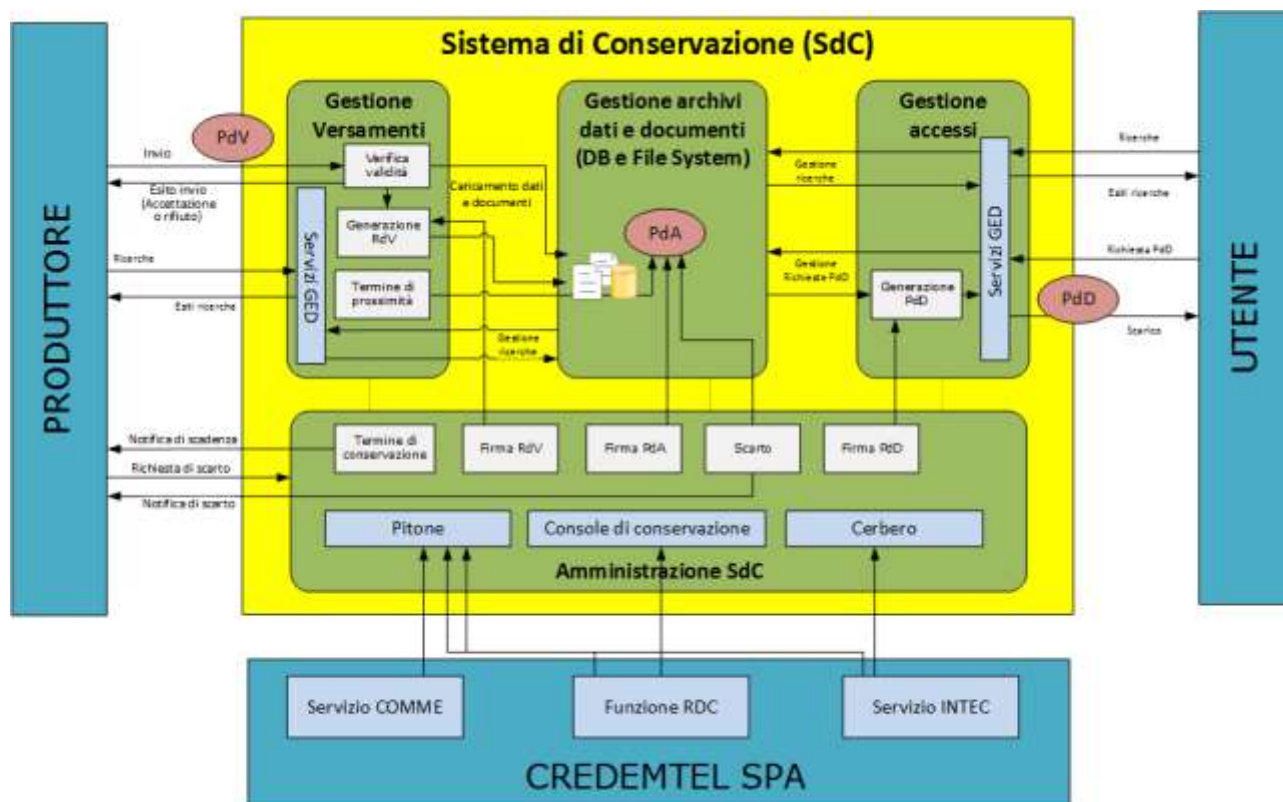 Sistema di Conservazione (SdC)
PRODUTTORE
UTENTE
PdV
Invio
Esito invio
(Accettazione
o rifiuto)
Ricerche
Esiti ricerche
Notifica di scadenza
Richiesta di scarto
Notifica di scarto
Gestione
Versamenti
Verifica
validità
Generazione
RdV
Termine di
prossimità
Servizi GED
Caricamento dati
e documenti
Gestione
ricerche
Gestione archivi
dati e documenti
(DB e File System)
PdA
Gestione
ricerche
Gestione
Richiesta PdD
Gestione
accessi
Generazione
PdD
Servizi GED
Ricerche
Esiti ricerche
Richiesta PdD
PdD
Scarico
Termine di
conservazione
Firma RdV
Firma PdA
Scarto
Firma PdD
Pitone
Console di conservazione
Cerbero
Amministrazione SdC
Servizio COMME
Funzione RDC
Servizio INTEC
CREDEMTEL SPA